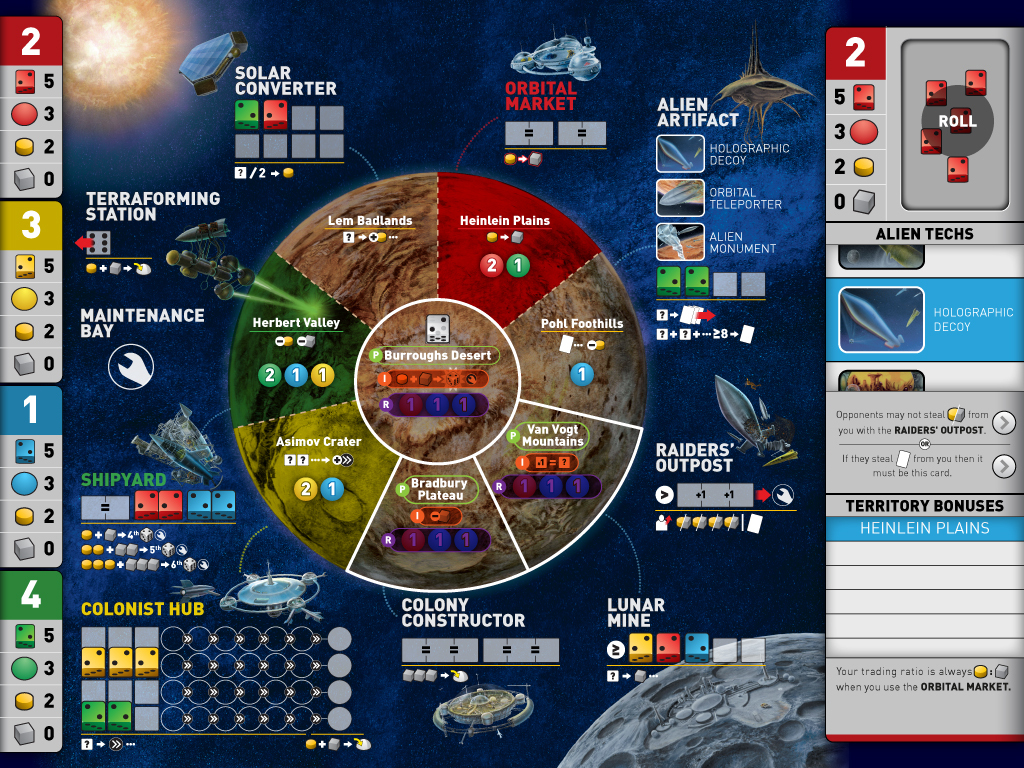 2
5
3
2
0
3
5
3
2
0
1
5
3
2
0
4
5
3
2
0
SOLAR
CONVERTER
? /2
ORBITAL
MARKET
=
=
ALIEN
ARTIFACT
HOLOGRAPHIC
DECOY
ORBITAL
TELEPORTER
ALIEN
MONUMENT
?
? + ? + ··· ≥8
TERRAFORMING
STATION
+
MAINTENANCE
BAY
SHIPYARD
=
+ 4th
+ 5th
+ 6th
Lem Badlands
? + ···
Heinlein Plains
2 1
Herbert Valley
2 1 1
Pohl Foothills
···
1
P Burroughs Desert
I +
R 1 1 1
Asimov Crater
? ? ···
2 1
P Van Vogt
Mountains
I 1 = ?
R 1 1 1
P Bradbury
Plateau
I
R 1 1 1
RAIDERS'
OUTPOST
> +1 +1
COLONIST HUB
? ···
+
COLONY
CONSTRUCTOR
= = = =
LUNAR
MINE
≥
? ···
2
5
3
2
0
ROLL
ALIEN TECHS
HOLOGRAPHIC
DECOY
Opponents may not steal from
you with the RAIDERS' OUTPOST.
OR
If they steal from you then it
must be this card.
TERRITORY BONUSES
HEINLEIN PLAINS
Your trading ratio is always :
when you use the ORBITAL MARKET.